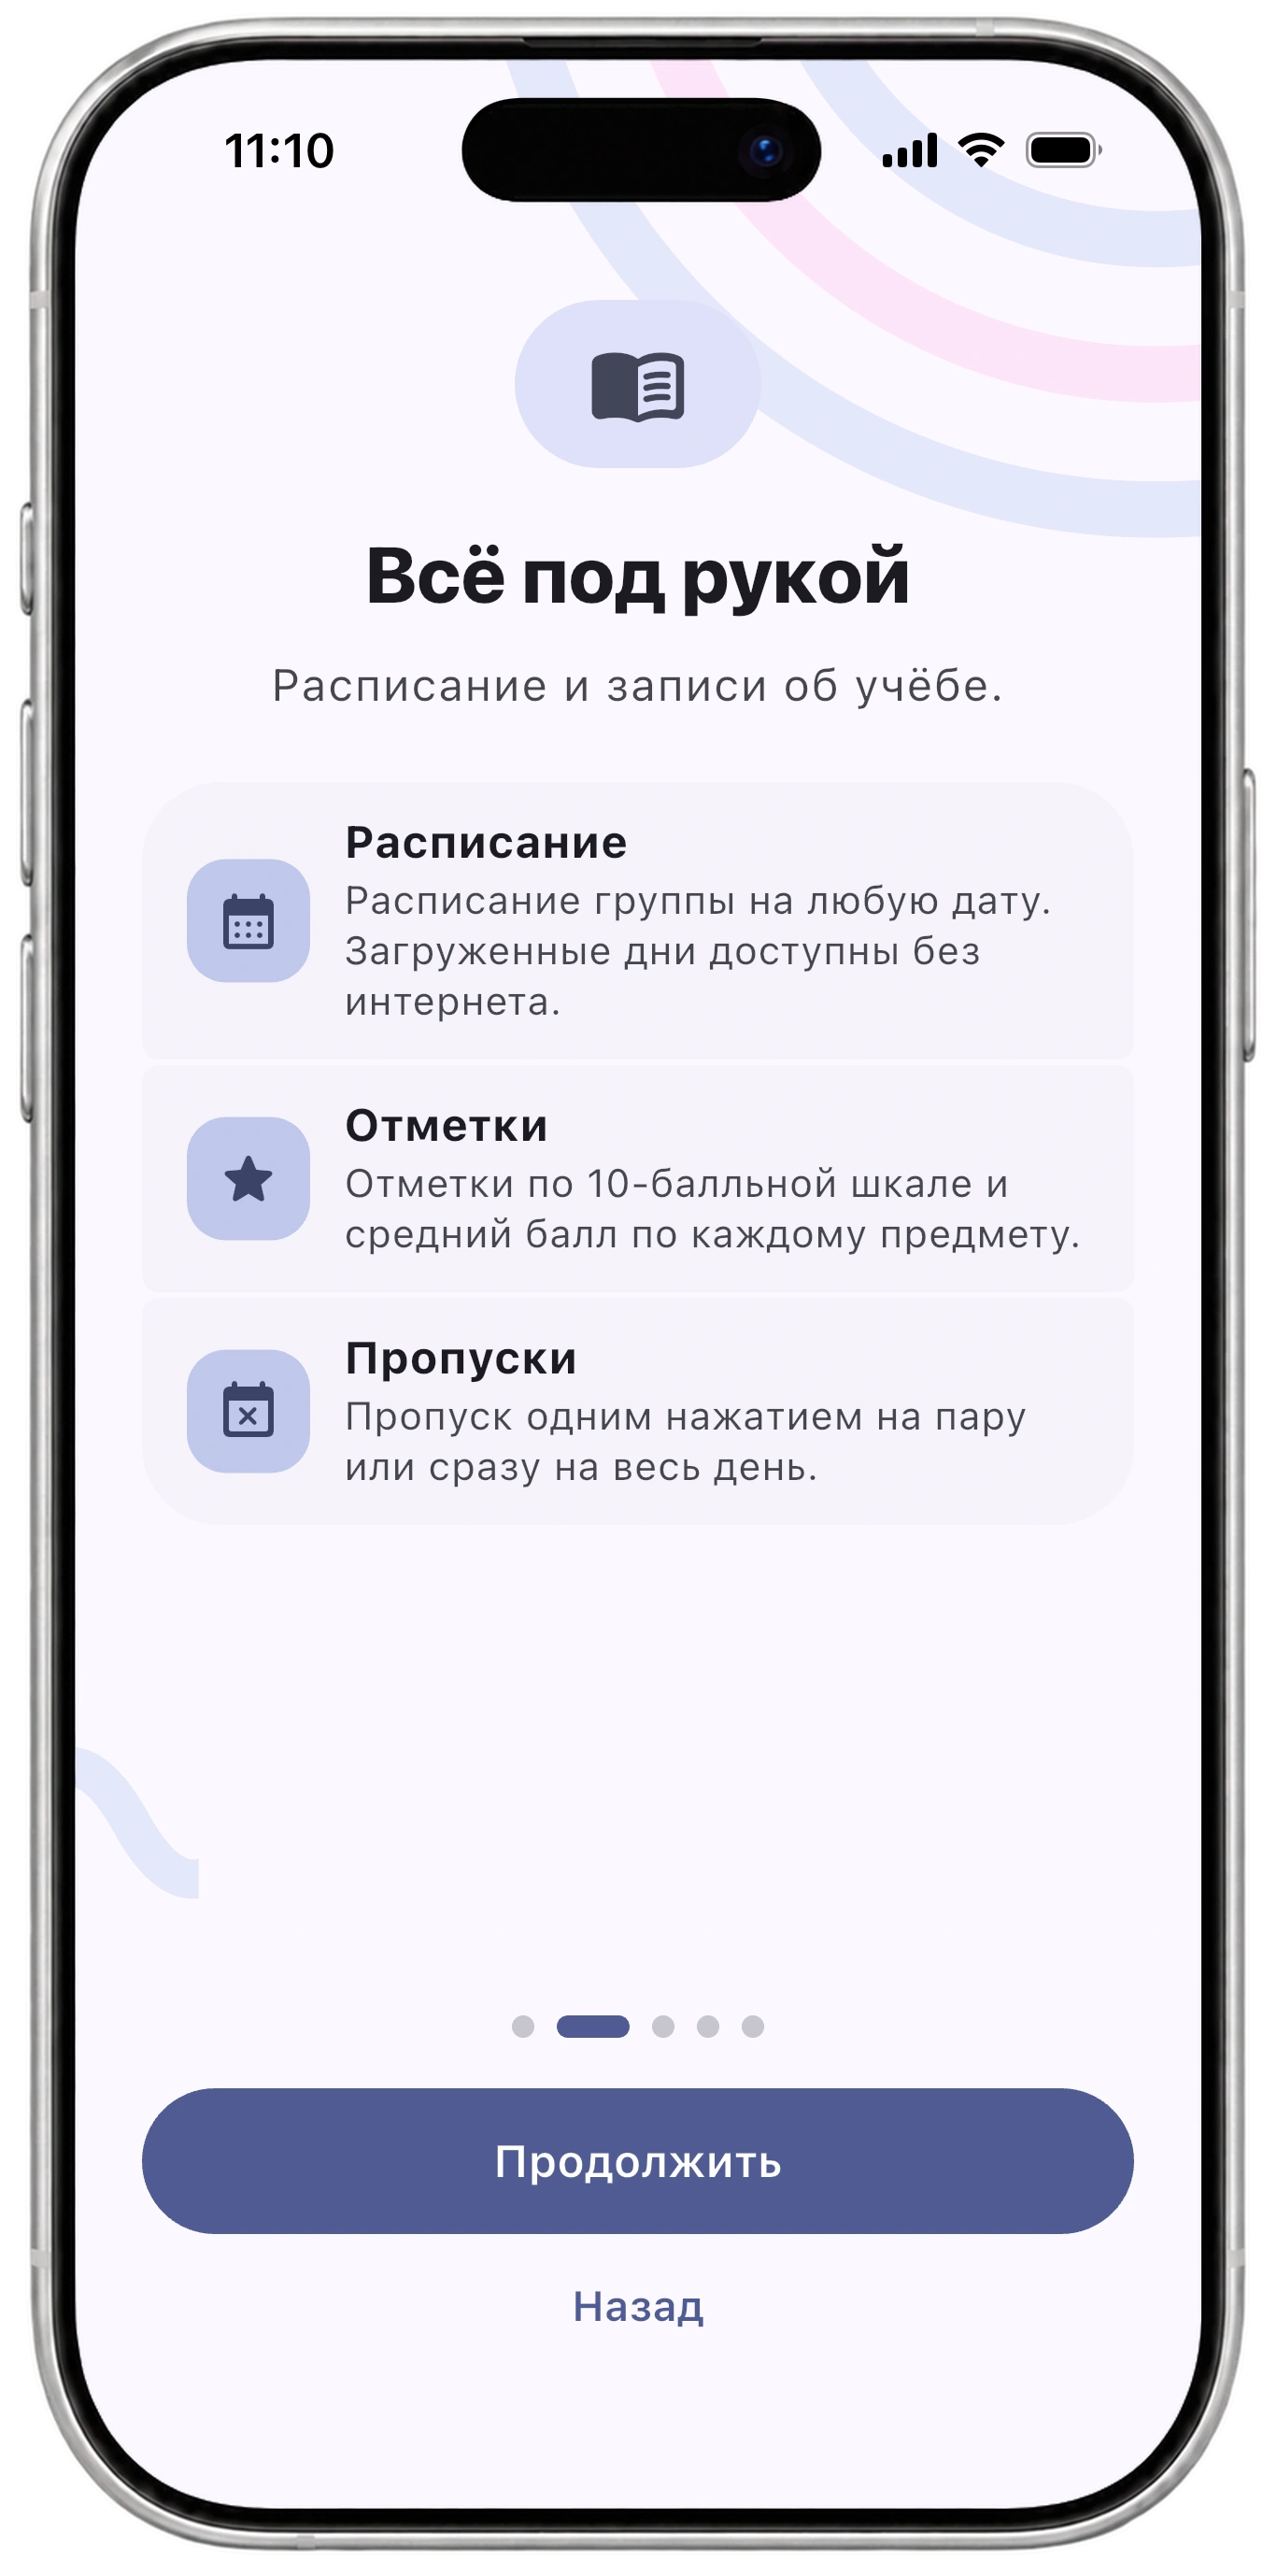 11:10
Всё под рукой
Расписание и записи об учёбе.
Расписание
Расписание группы на любую дату.
Загруженные дни доступны без
интернета.
Отметки
Отметки по 10-балльной шкале и
средний балл по каждому предмету.
Пропуски
Пропуск одним нажатием на пару
или сразу на весь день.
Продолжить
Назад